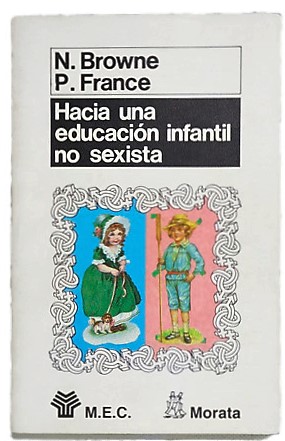 N. Browne
P. France
Hacia una
educación infantil
no sexista
M.E.C.
Morata